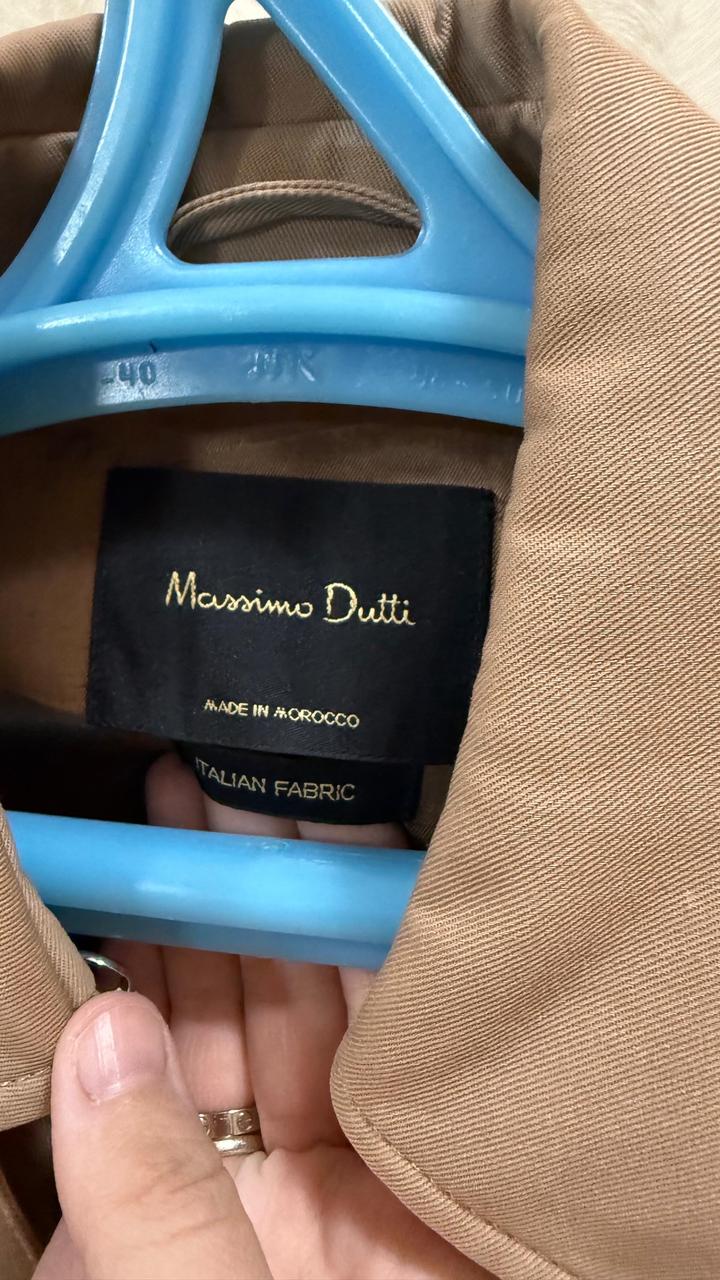 -40
Massimo Dutti
MADE IN MOROCCO
ITALIAN FABRIC